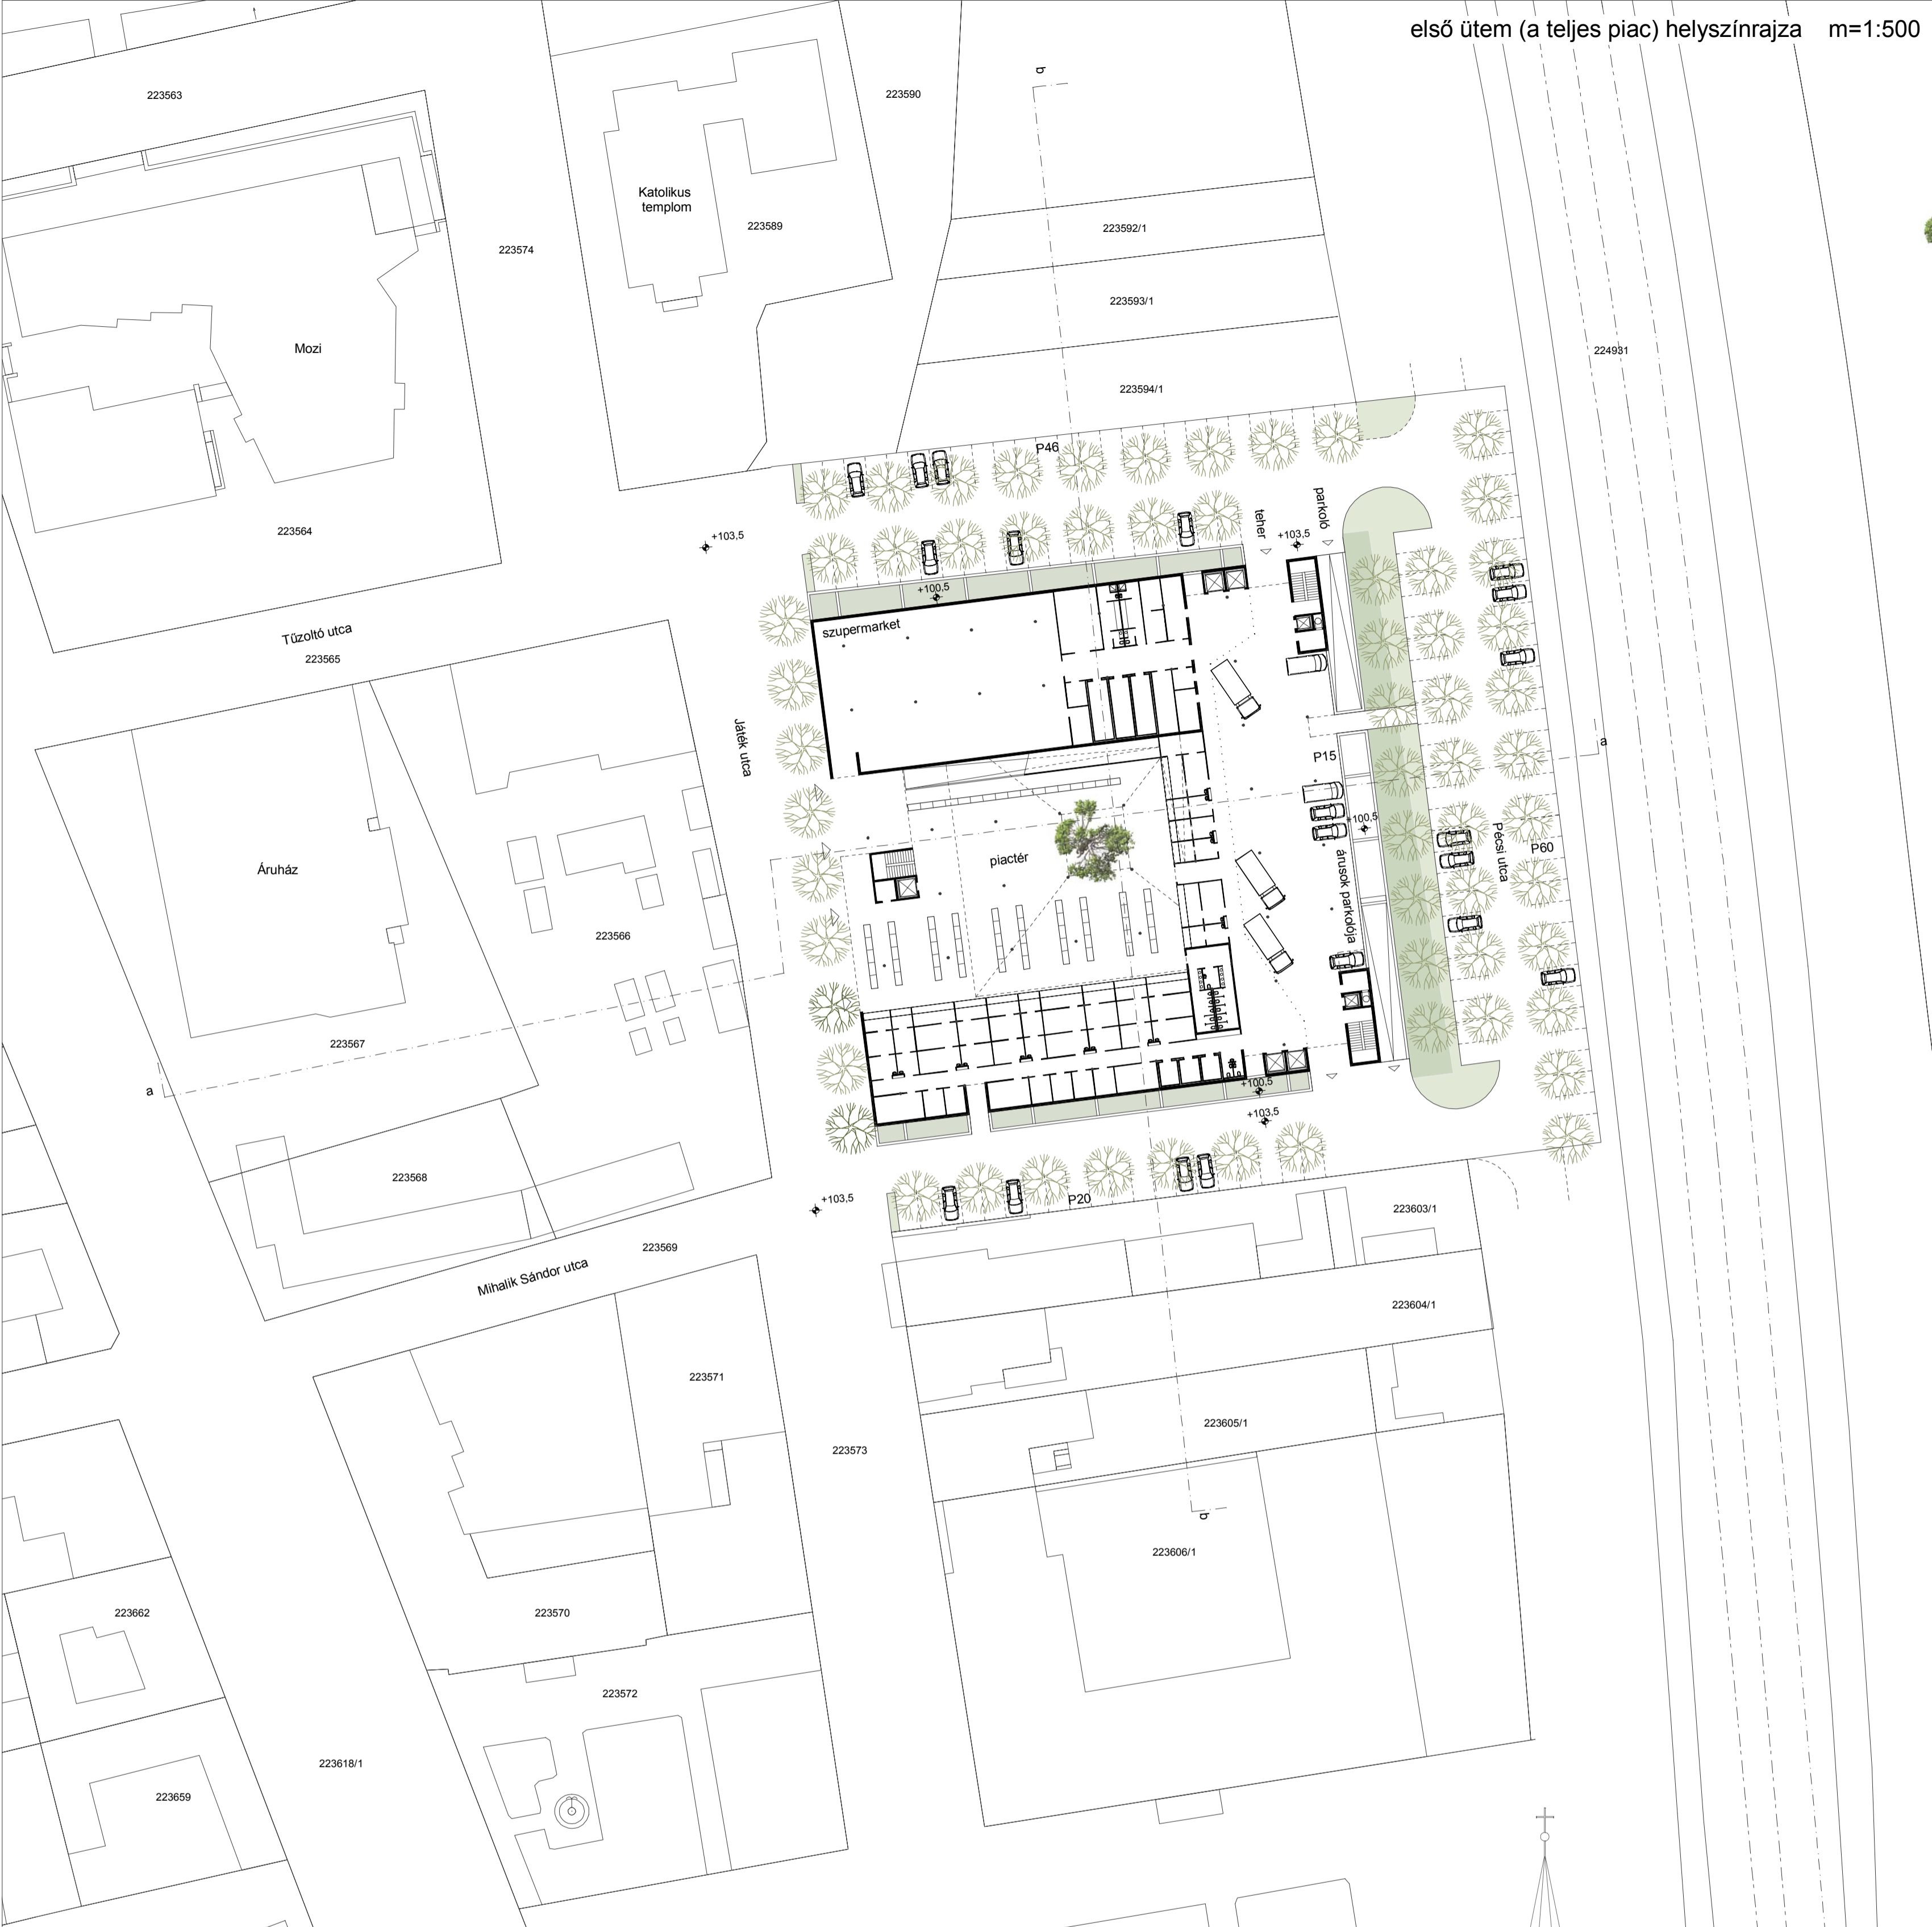 első ütem (a teljes piac) helyszínrajza m=1:500
b
223563
223590
Katolikus
templom
223589
223592/1
223574
223593/1
Mozi
224931
223594/1
P46
parkoló
teher
223564
+103,5
+103,5
+100,5
szupermarket
Tűzoltó utca
223565
Játék utca
a
P15
+100,5
Pécsi utca
P60
piactér
árusok parkolója
Áruház
223566
223567
a
+100,5
+103,5
223568
+103,5
P20
223603/1
223569
Mihalik Sándor utca
223604/1
223571
223605/1
223573
b
223606/1
223662
223570
223572
223618/1
223659